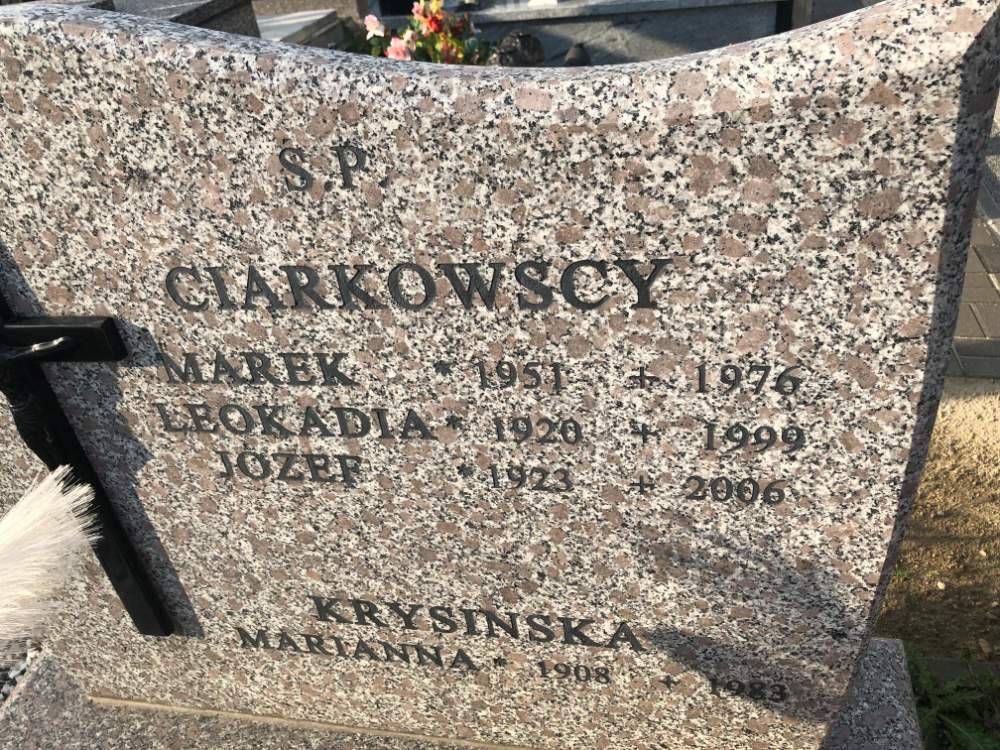 S.P.
CIARKOWSCY
MAREK * 1951 + 1976
LEOKADIA * 1920 + 1999
JÓZEF * 1923 + 2006
KRYSINSKA
MARIANNA * 1908 + 1983